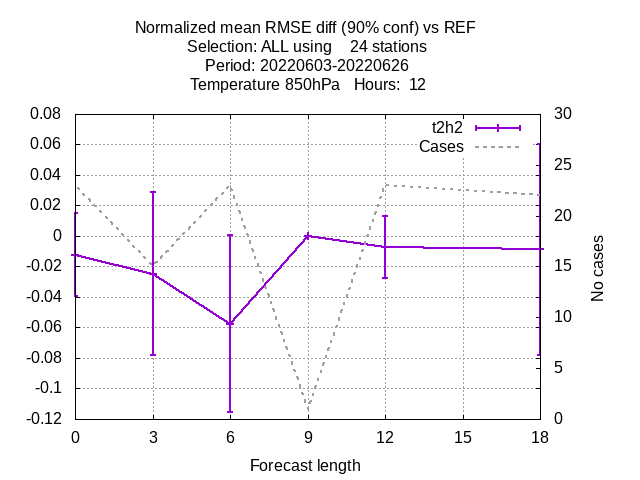 Normalized mean RMSE diff (90% conf) vs REF
Selection: ALL using    24 stations
Period: 20220603-20220626
Temperature 850hPa   Hours:  12
t2h2
Cases
0.08
0.06
0.04
0.02
0
-0.02
-0.04
-0.06
-0.08
-0.1
-0.12
30
25
20
15
10
5
0
No cases
0 3 6 9 12 15 18
Forecast length